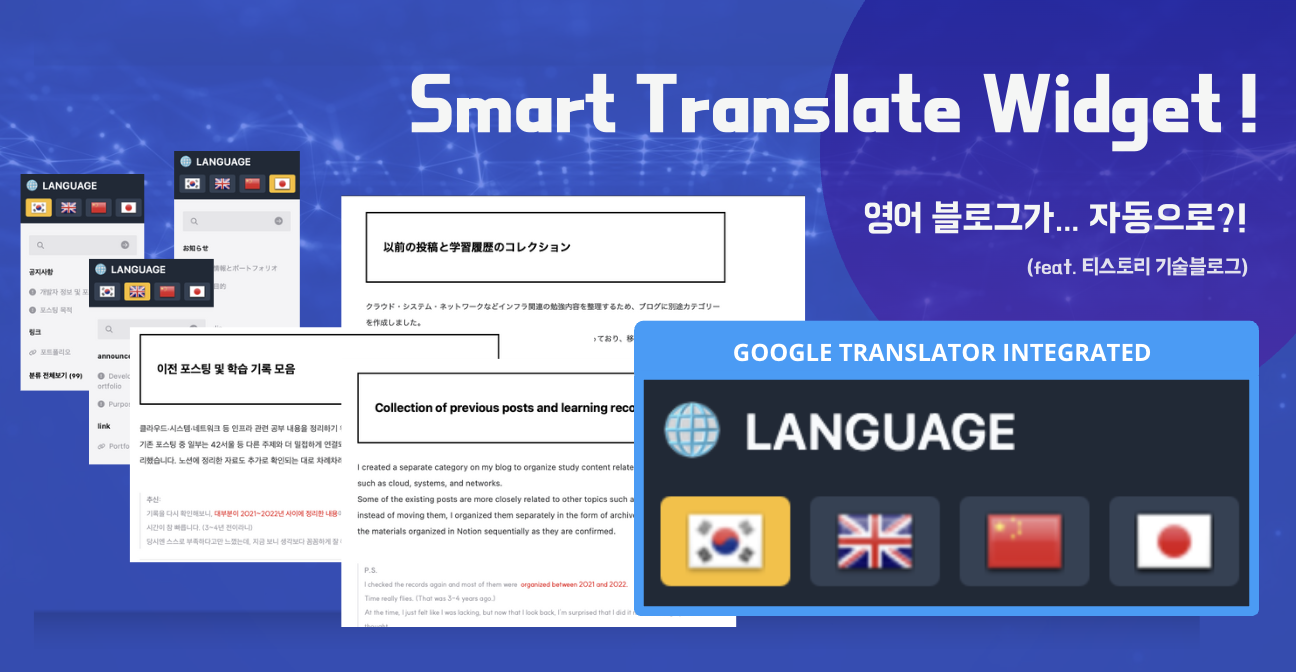 Smart Translate Widget !
영어 블로그가... 자동으로?!
(feat. 티스토리 기술블로그)
LANGUAGE
공지사항
개발자 정보 및 포
포스팅 목적
링크
포트폴리오
분류 전체보기 (99)
LANGUAGE
お知らせ
情報とポートフォリオ
目的
LANGUAGE
announce
Develo
ortfolio
Purpo
link
Portfo
以前の投稿と学習履歴のコレクション
クラウド・システム・ネットワークなどインフラ関連の勉強内容を整理するため、ブログに別途カテゴリー
を作成しました。
ており、移
이전 포스팅 및 학습 기록 모음
클라우드·시스템·네트워크 등 인프라 관련 공부 내용을 정리하기
기존 포스팅 중 일부는 42서울 등 다른 주제와 더 밀접하게 연결되
리했습니다. 노션에 정리한 자료도 추가로 확인되는 대로 차례차례
추신:
기록을 다시 확인해보니, 대부분이 2021~2022년 사이에 정리한 내용
시간이 참 빠릅니다. (3~4년 전이라니)
당시엔 스스로 부족하다고만 느꼈는데, 지금 보니 생각보다 꼼꼼하게 잘
Collection of previous posts and learning reco
I created a separate category on my blog to organize study content relate
such as cloud, systems, and networks.
Some of the existing posts are more closely related to other topics such a
instead of moving them, I organized them separately in the form of archive
the materials organized in Notion sequentially as they are confirmed.
P.S.
I checked the records again and most of them were organized between 2021 and 2022.
Time really flies. (That was 3~4 years ago.)
At the time, I just felt like I was lacking, but now that I look back, I'm surprised that I did it
thought.
GOOGLE TRANSLATOR INTEGRATED
LANGUAGE